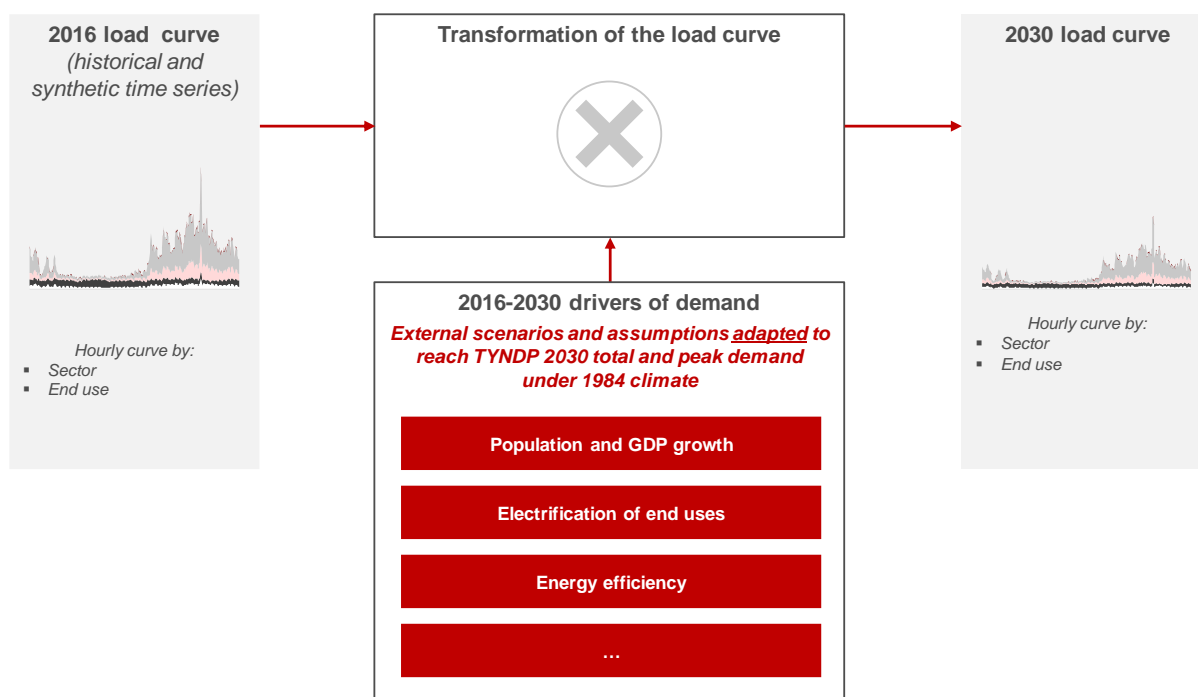 2016 load curve
(historical and
synthetic time series)
Hourly curve by:
▪ Sector
▪ End use
Transformation of the load curve
2016-2030 drivers of demand
External scenarios and assumptions adapted to
reach TYNDP 2030 total and peak demand
under 1984 climate
Population and GDP growth
Electrification of end uses
Energy efficiency
…
2030 load curve
Hourly curve by:
▪ Sector
▪ End use